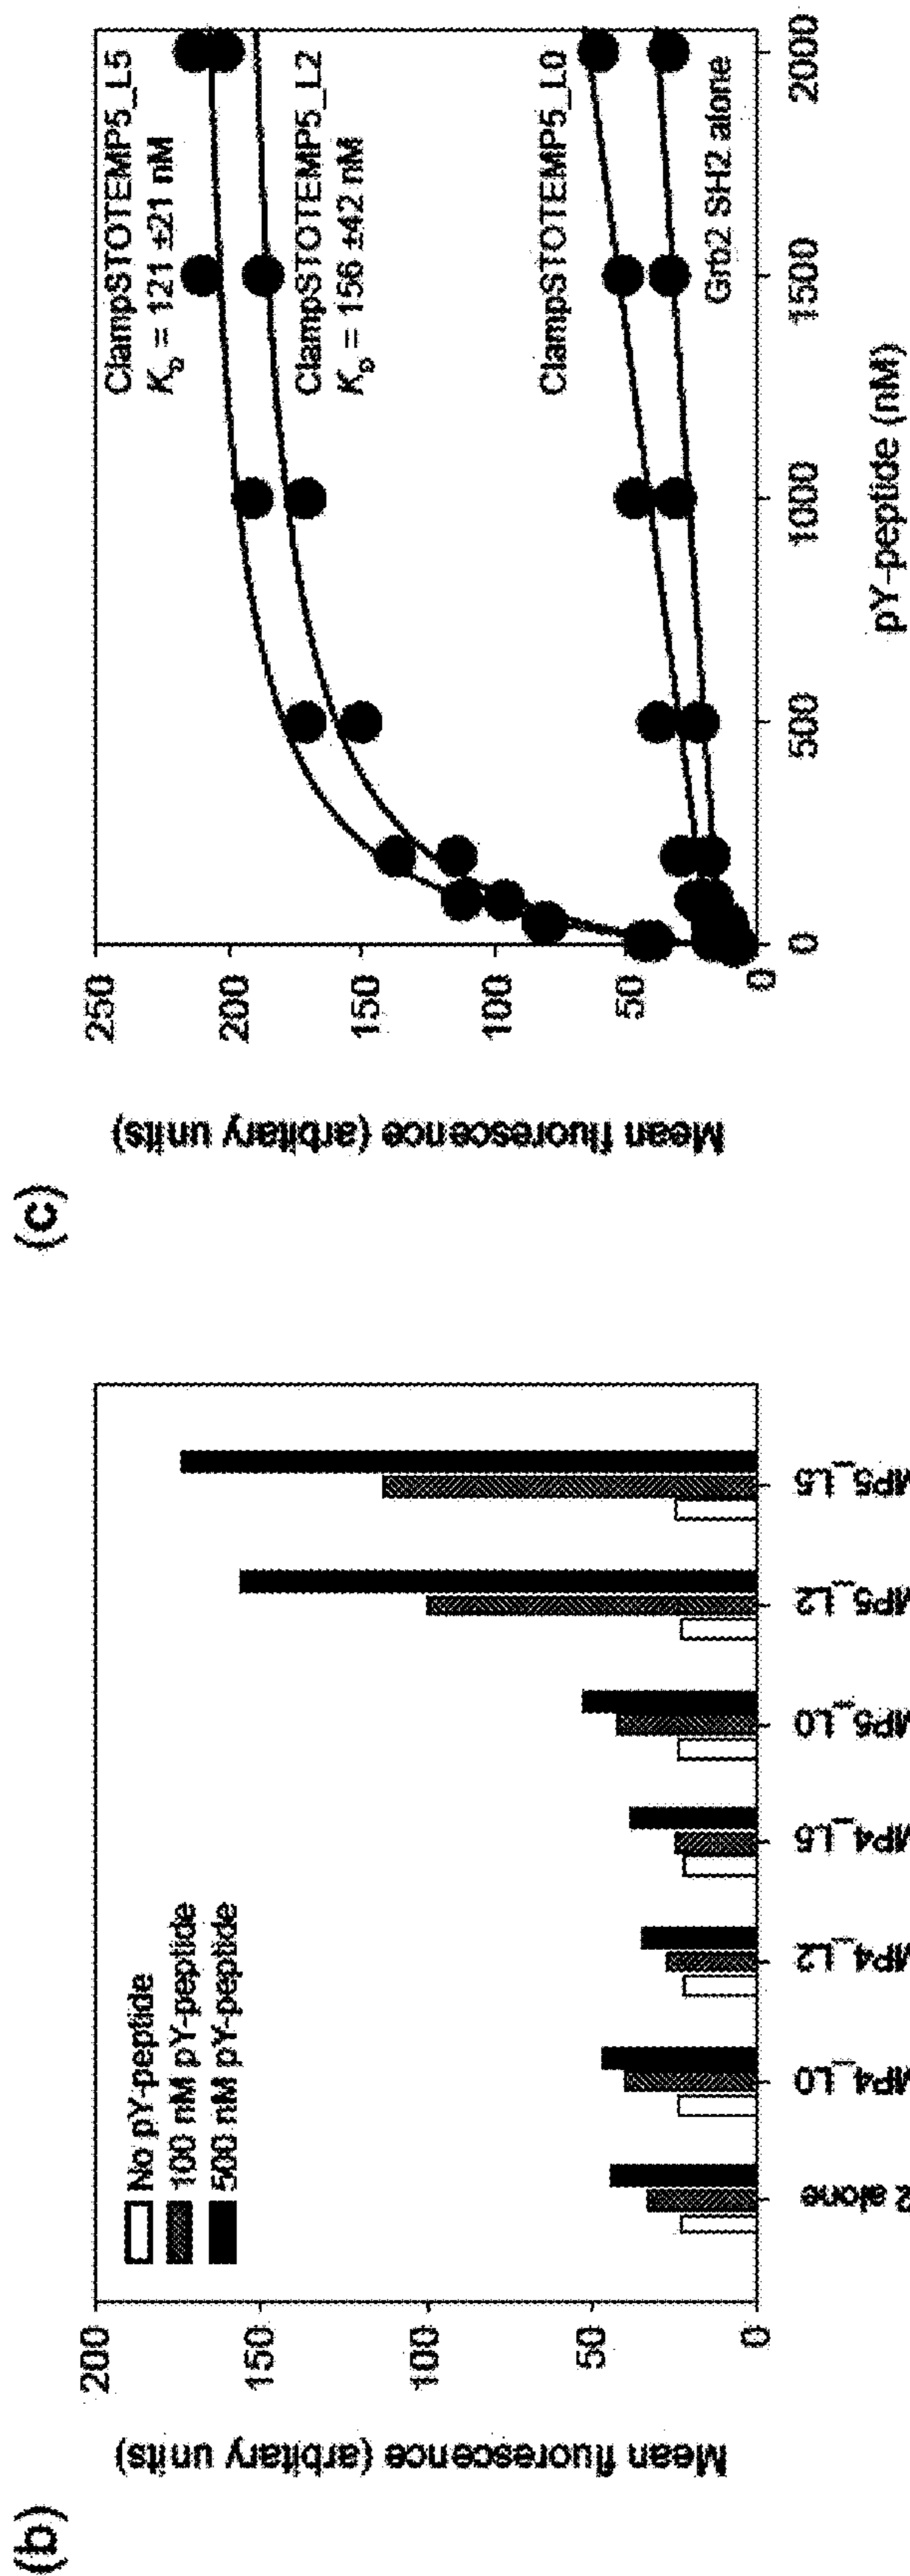 (b)
Mean fluorescence (arbitary units)
200
150
100
50
0
No pY-peptide
100 nM pY-peptide
500 nM pY-peptide
2 alone
MP4_L0
MP4_L2
MP4_L5
MP5_L0
MP5_L2
MP5_L5
(c)
Mean fluorescence (arbitary units)
250
200
150
100
50
0
ClampSTOTEMP5_L5
K_D = 121 ±21 nM
ClampSTOTEMP5_L2
K_D = 156 ±42 nM
ClampSTOTEMP5_L0
Grb2 SH2 alone
0 500 1000 1500 2000
pY-peptide (nM)